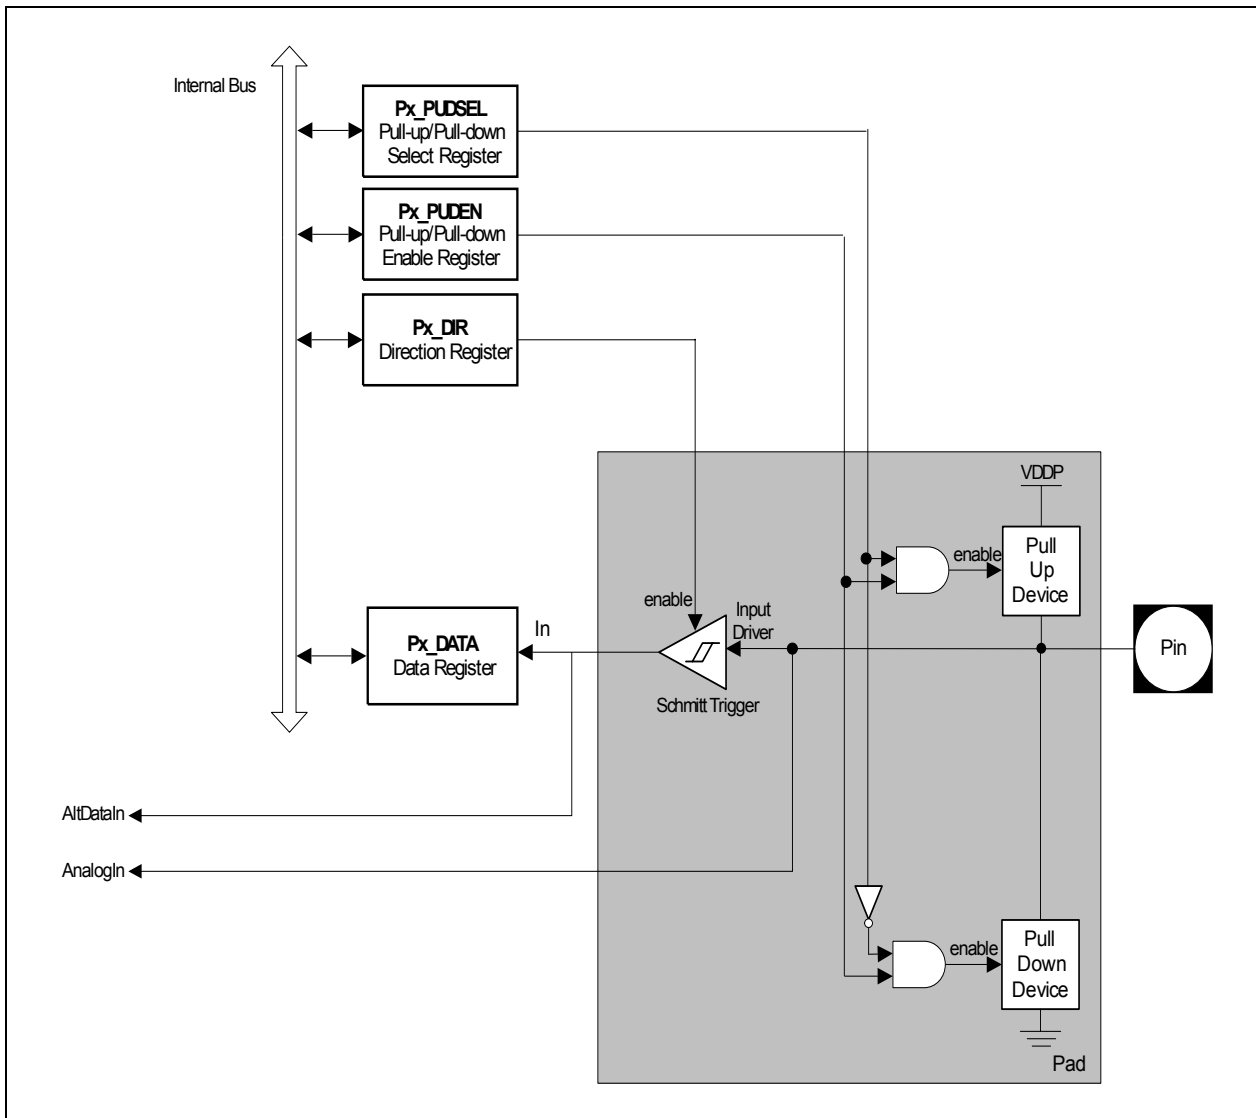 Internal Bus
Px_PUDSEL
Pull-up/Pull-down
Select Register
Px_PUDEN
Pull-up/Pull-down
Enable Register
Px_DIR
Direction Register
VDDP
enable
Pull
Up
Device
enable
Input
Driver
In
Px_DATA
Data Register
Schmitt Trigger
Pin
AltDataIn
AnalogIn
enable
Pull
Down
Device
Pad